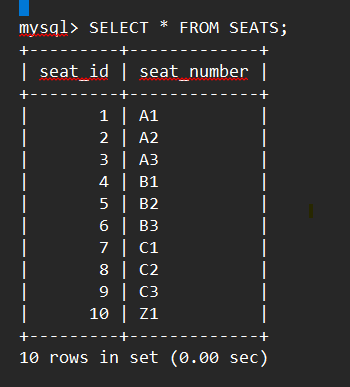 mysql> SELECT * FROM SEATS;
+---------+-------------+
| seat_id | seat_number |
+---------+-------------+
|       1 | A1          |
|       2 | A2          |
|       3 | A3          |
|       4 | B1          |
|       5 | B2          |
|       6 | B3          |
|       7 | C1          |
|       8 | C2          |
|       9 | C3          |
|      10 | Z1          |
+---------+-------------+
10 rows in set (0.00 sec)